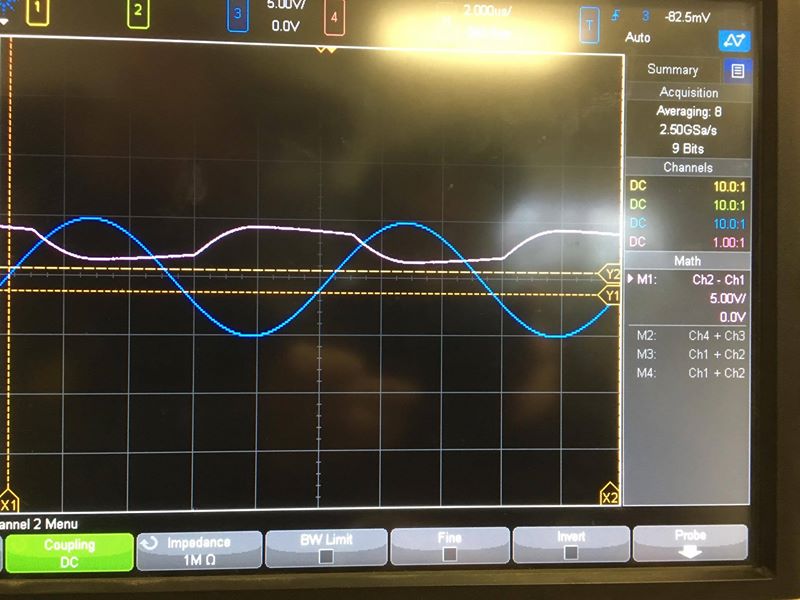 1 2 3 5.00V/ 4 2.000us/ T 3 -82.5mV
0.0V Auto
Summary
Acquisition
Averaging: 8
2.50GSa/s
9 Bits
Channels
DC 10.0:1
DC 10.0:1
DC 10.0:1
DC 1.00:1
Math
M1: Ch2 - Ch1
5.00V/
0.0V
M2: Ch4 + Ch3
M3: Ch1 + Ch2
M4: Ch1 + Ch2
Y2
Y1
X1 X2
annel 2 Menu
Coupling
DC
Impedance
1M Ω
BW Limit
Fine
Invert
Probe